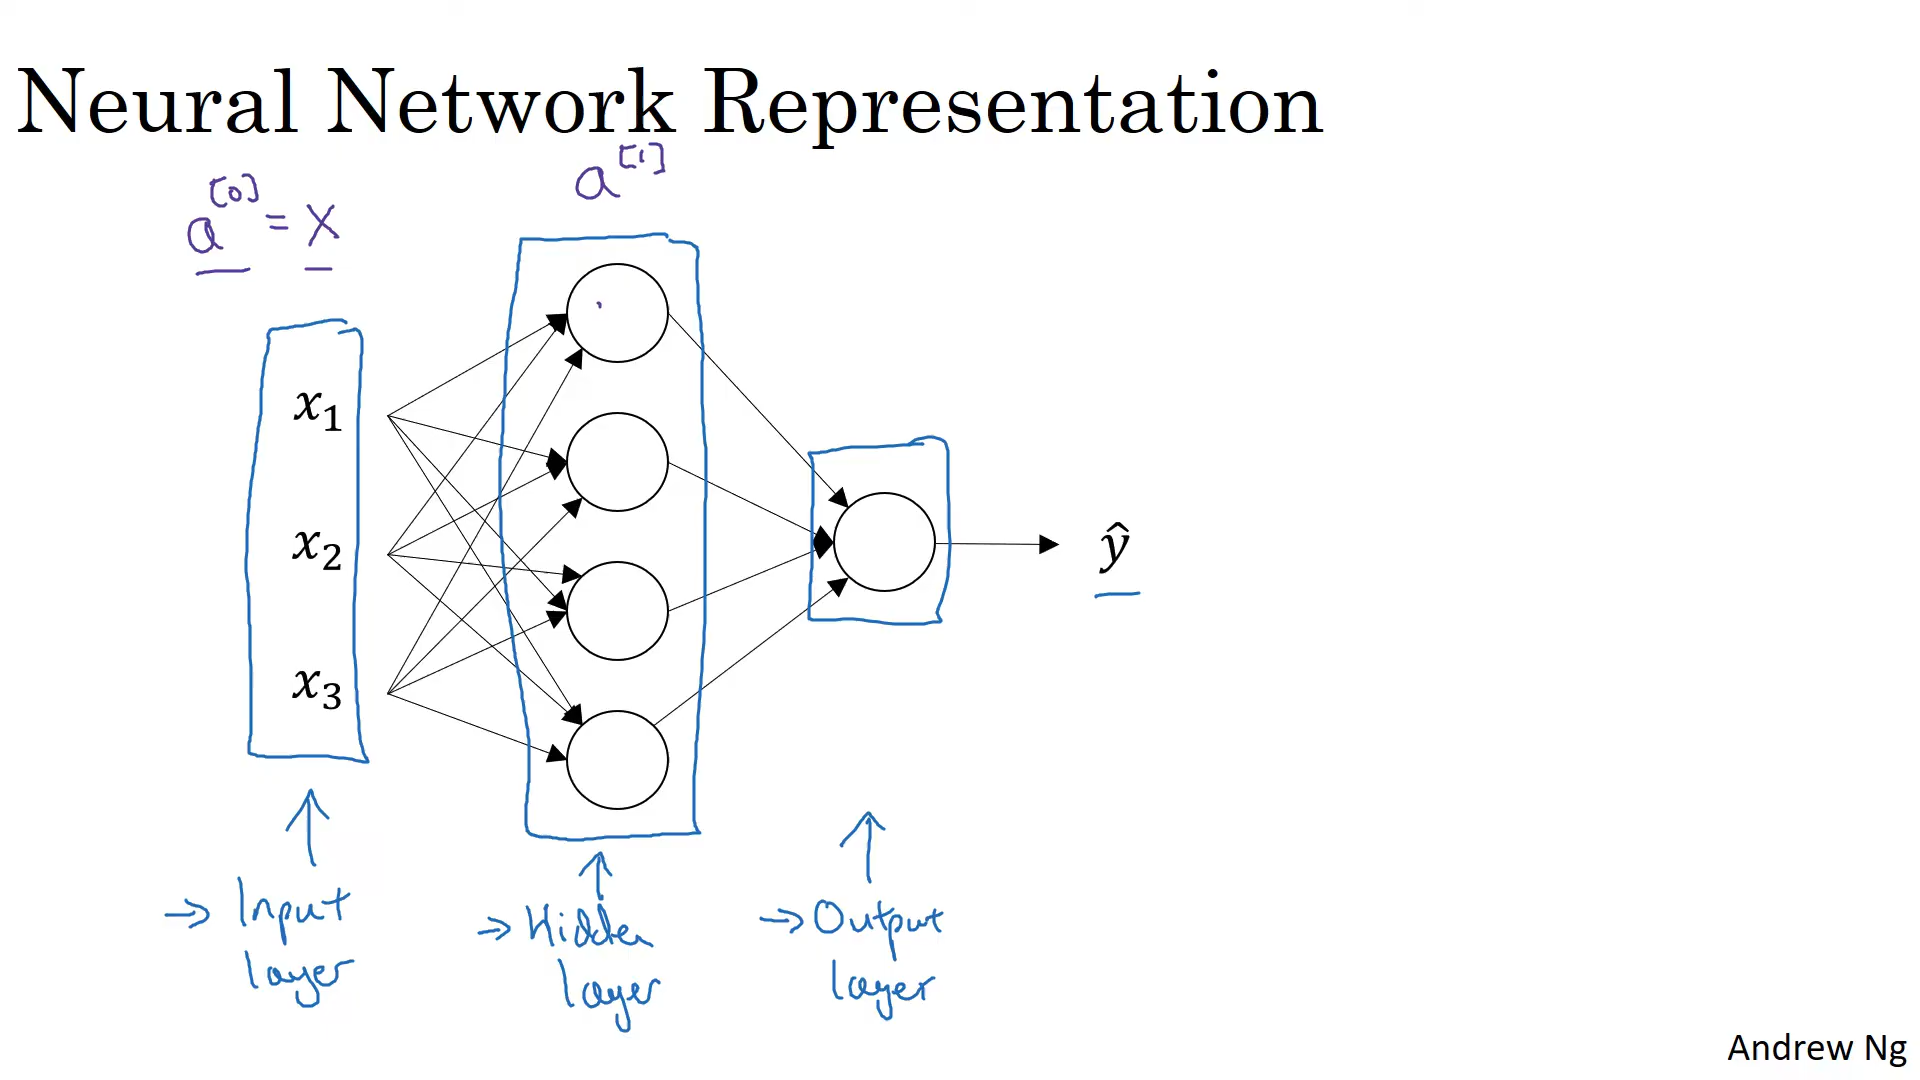 Neural Network Representation
a^[0] = X
a^[1]
x₁
x₂
x₃
ŷ
→ Input layer
→ Hidden layer
→ Output layer
Andrew Ng